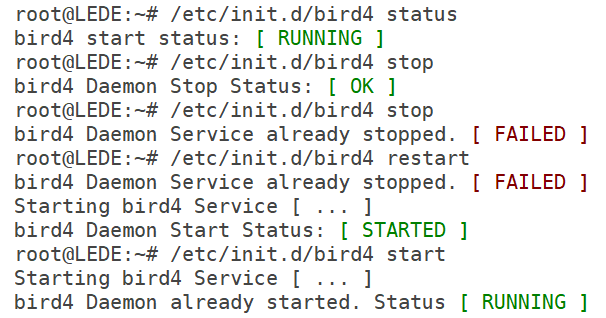 root@LEDE:~# /etc/init.d/bird4 status
bird4 start status: [ RUNNING ]
root@LEDE:~# /etc/init.d/bird4 stop
bird4 Daemon Stop Status: [ OK ]
root@LEDE:~# /etc/init.d/bird4 stop
bird4 Daemon Service already stopped. [ FAILED ]
root@LEDE:~# /etc/init.d/bird4 restart
bird4 Daemon Service already stopped. [ FAILED ]
Starting bird4 Service [ ... ]
bird4 Daemon Start Status: [ STARTED ]
root@LEDE:~# /etc/init.d/bird4 start
Starting bird4 Service [ ... ]
bird4 Daemon already started. Status [ RUNNING ]